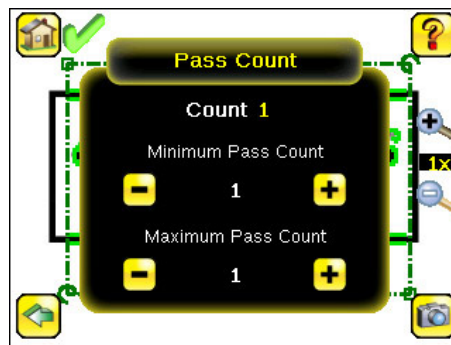 Pass Count
Count 1
Minimum Pass Count
1
Maximum Pass Count
1
1x